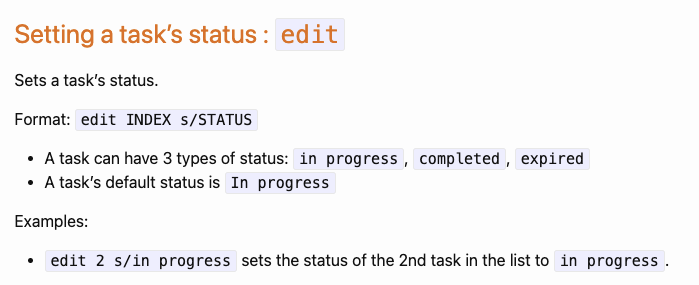 Setting a task’s status : edit
Sets a task’s status.
Format: edit INDEX s/STATUS
• A task can have 3 types of status: in progress, completed, expired
• A task’s default status is In progress
Examples:
• edit 2 s/in progress sets the status of the 2nd task in the list to in progress.